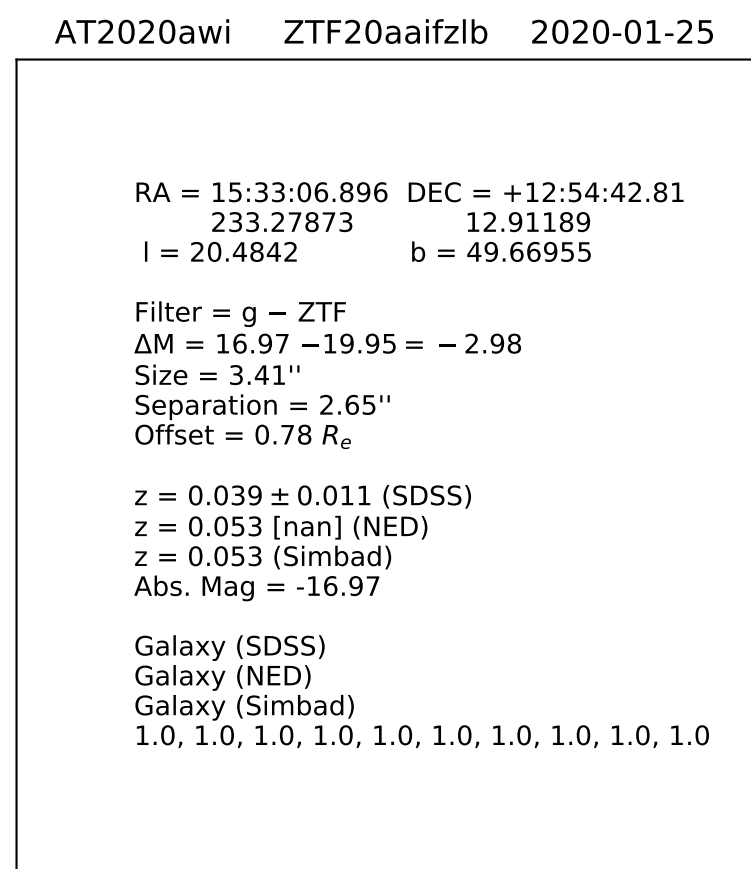 AT2020awi ZTF20aaifzlb 2020-01-25
RA = 15:33:06.896 DEC = +12:54:42.81
233.27873 12.91189
l = 20.4842 b = 49.66955
Filter = g − ZTF
ΔM = 16.97 −19.95 = − 2.98
Size = 3.41''
Separation = 2.65''
Offset = 0.78 Rₑ
z = 0.039 ± 0.011 (SDSS)
z = 0.053 [nan] (NED)
z = 0.053 (Simbad)
Abs. Mag = -16.97
Galaxy (SDSS)
Galaxy (NED)
Galaxy (Simbad)
1.0, 1.0, 1.0, 1.0, 1.0, 1.0, 1.0, 1.0, 1.0, 1.0